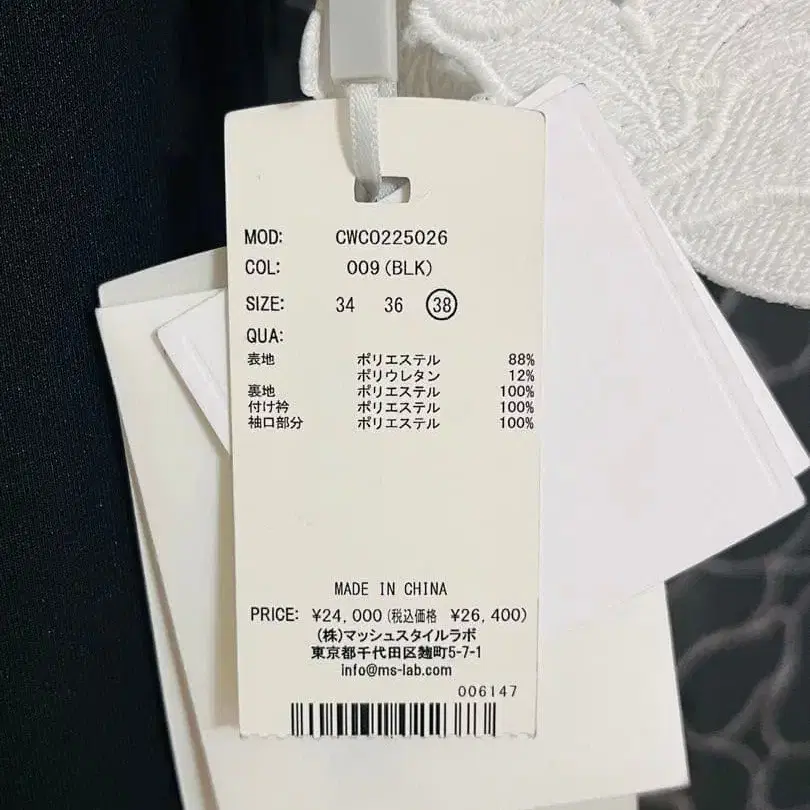 MOD: CWC0225026
COL: 009(BLK)
SIZE: 34 36 38
QUA:
表地 ポリエステル 88%
ポリウレタン 12%
裏地 ポリエステル 100%
付け衿 ポリエステル 100%
袖口部分 ポリエステル 100%
MADE IN CHINA
PRICE: ¥24,000(税込価格 ¥26,400)
(株)マッシュスタイルラボ
東京都千代田区麹町5-7-1
info@ms-lab.com
006147